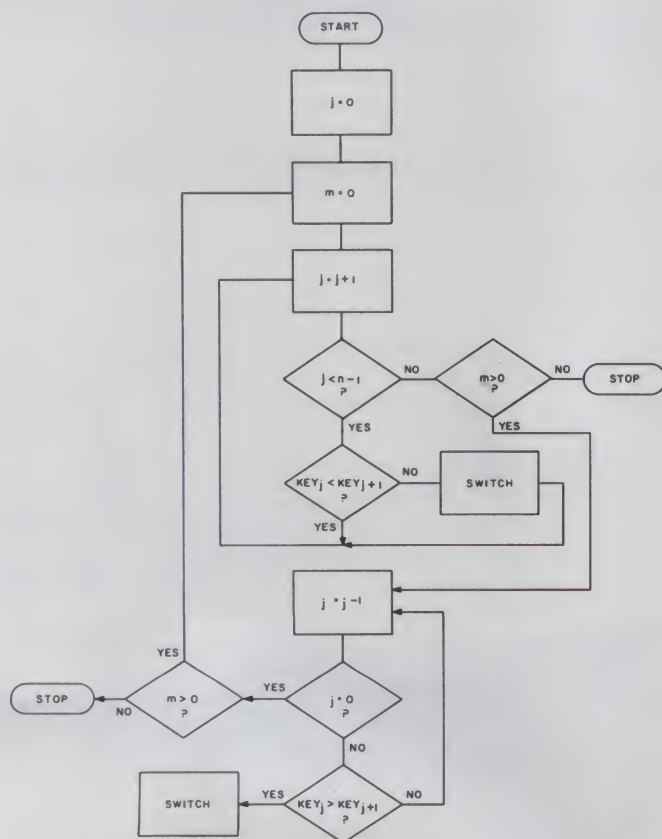 START
j = 0
m = 0
j = j+1
j < n-1
?
NO
m>0
?
NO
STOP
YES
YES
KEYj < KEYj+1
?
NO
SWITCH
YES
j = j-1
YES
STOP
NO
m > 0
?
YES
j = 0
?
NO
SWITCH
YES
KEYj > KEYj+1
?
NO